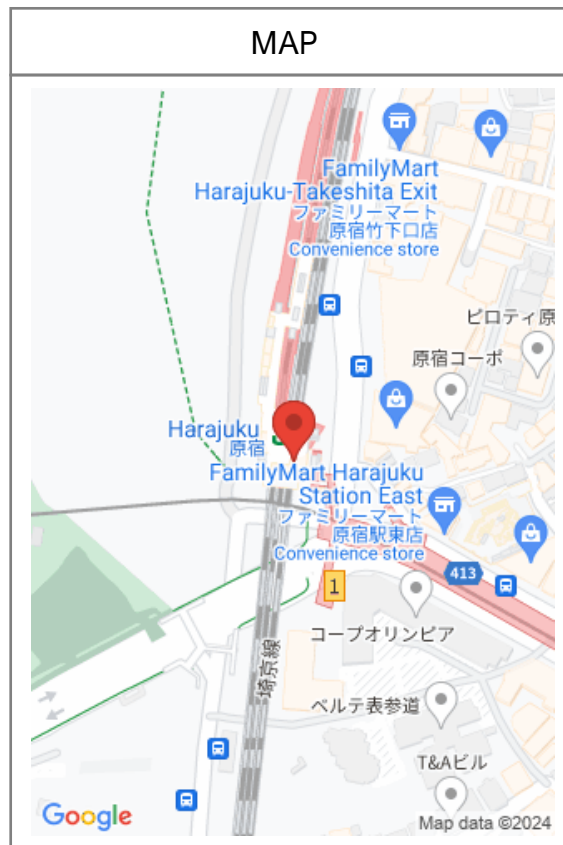 MAP
FamilyMart
Harajuku-Takeshita Exit
ファミリーマート
原宿竹下口店
Convenience store
ピロティ原
原宿コーポ
Harajuku
原宿
FamilyMart Harajuku
Station East
ファミリーマート
原宿駅東店
Convenience store
413
1
コープオリンピア
埼京線
ベルテ表参道
T&Aビル
Google
Map data ©2024